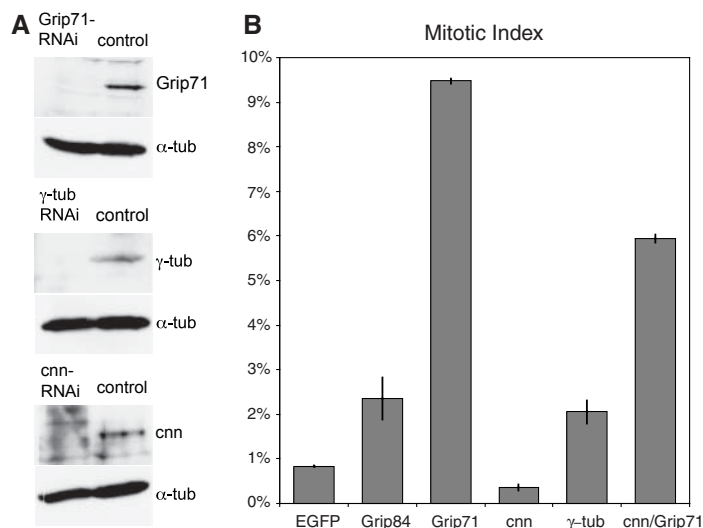 A
Grip71-
RNAi control
Grip71
α-tub
γ-tub
RNAi control
γ-tub
α-tub
cnn-
RNAi control
cnn
α-tub
B
Mitotic Index
10%
9%
8%
7%
6%
5%
4%
3%
2%
1%
0%
EGFP Grip84 Grip71 cnn γ-tub cnn/Grip71